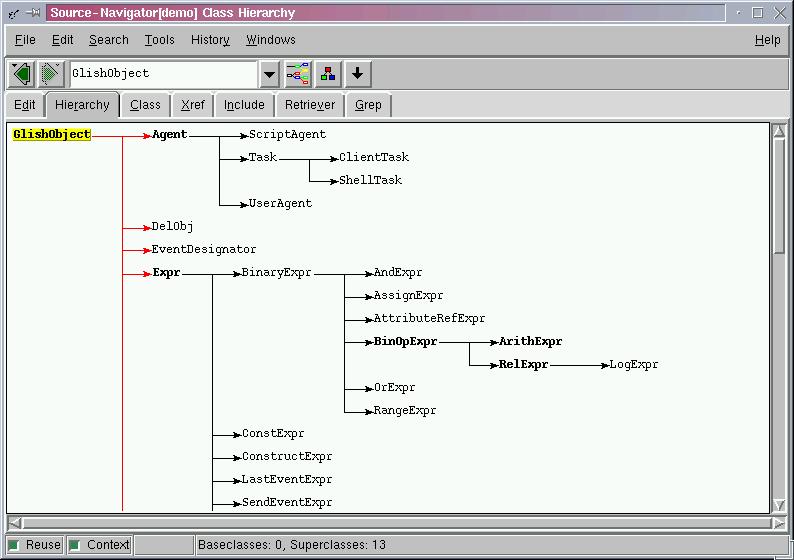 Source-Navigator[demo] Class Hierarchy
File Edit Search Tools History Windows Help
GlishObject
Edit Hierarchy Class Xref Include Retriever Grep
GlishObject Agent ScriptAgent
Task ClientTask
ShellTask
UserAgent
DelObj
EventDesignator
Expr BinaryExpr AndExpr
AssignExpr
AttributeRefExpr
BinOpExpr ArithExpr
RelExpr LogExpr
OrExpr
RangeExpr
ConstExpr
ConstructExpr
LastEventExpr
SendEventExpr
Reuse Context Baseclasses: 0, Superclasses: 13